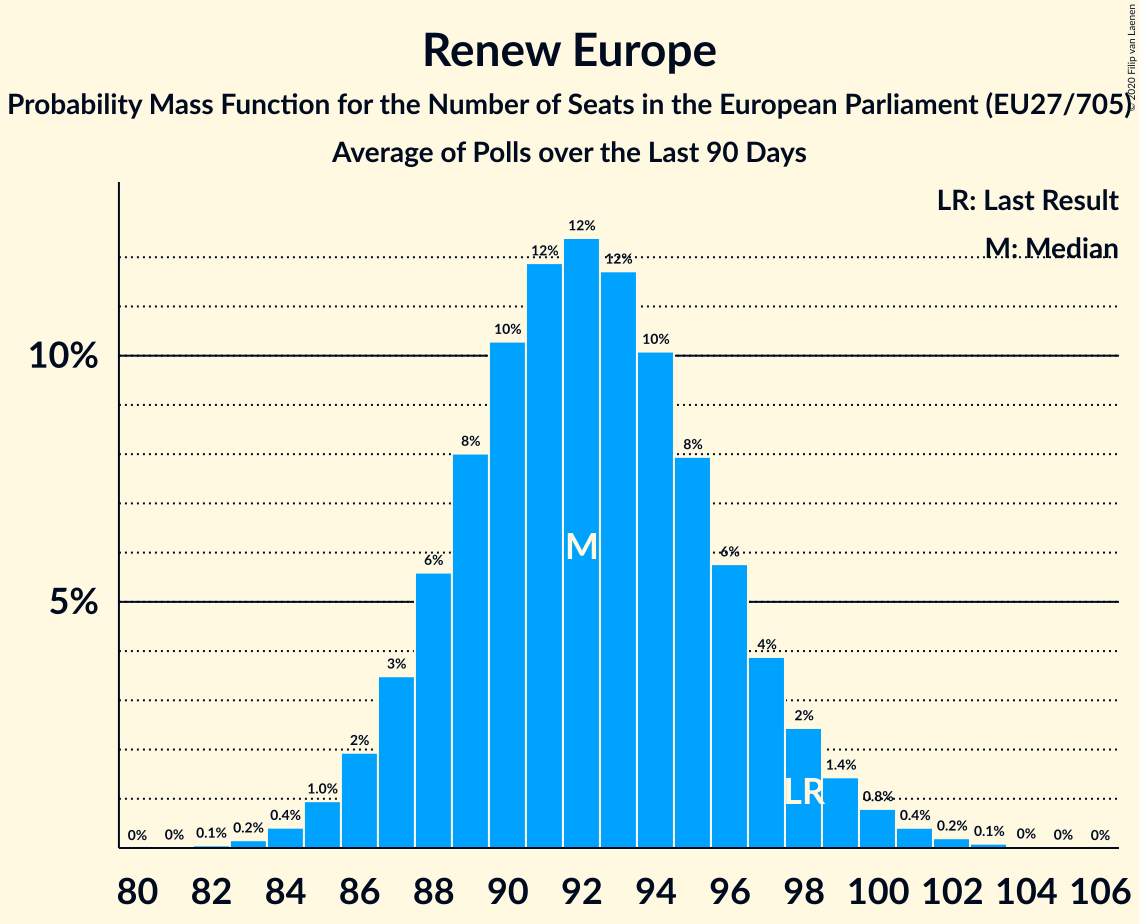 Renew Europe
Probability Mass Function for the Number of Seats in the European Parliament (EU27/705)
Average of Polls over the Last 90 Days
© 2020 Filip van Laenen
LR: Last Result
M: Median
10%
5%
0% 0% 0.1% 0.2% 0.4% 1.0% 2% 3% 6% 8% 10% 12% 12% 12% 10% 8% 6% 4% 2% 1.4% 0.8% 0.4% 0.2% 0.1% 0% 0% 0%
M
LR
80 82 84 86 88 90 92 94 96 98 100 102 104 106